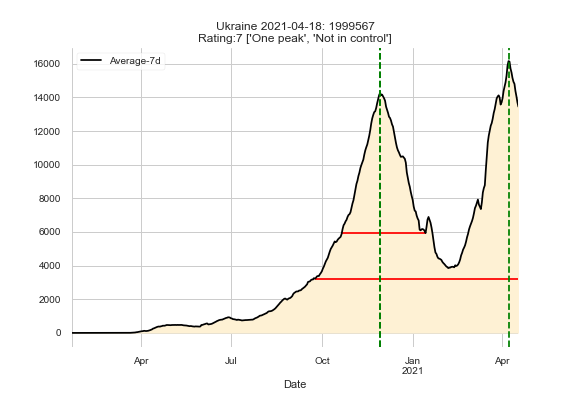 Ukraine 2021-04-18: 1999567
Rating:7 ['One peak', 'Not in control']
Average-7d
16000
14000
12000
10000
8000
6000
4000
2000
0
Apr
Jul
Oct
Jan
2021
Apr
Date